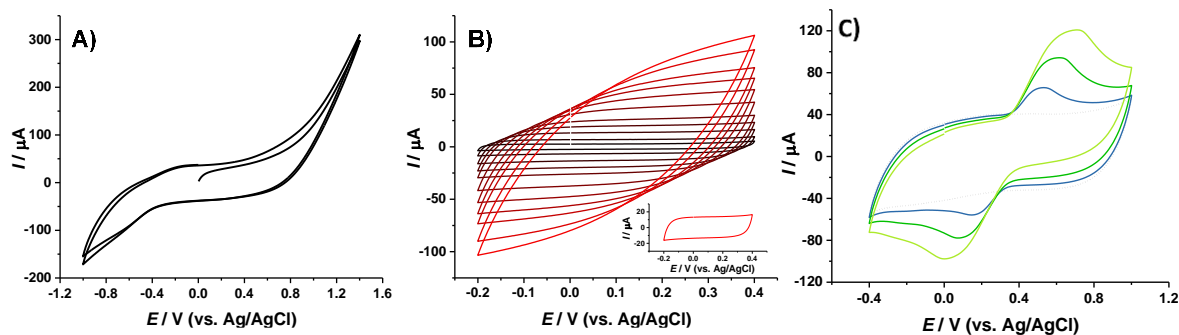 A)
300
200
100
0
-100
-200
I / µA
-1.2 -0.8 -0.4 0.0 0.4 0.8 1.2 1.6
E / V (vs. Ag/AgCl)
B)
100
50
0
-50
-100
I / µA
-0.2 -0.1 0.0 0.1 0.2 0.3 0.4
E / V (vs. Ag/AgCl)
20
0
-20
I / µA
-0.2 0.0 0.2 0.4
E / V (vs. Ag/AgCl)
C)
120
80
40
0
-40
-80
-120
I / µA
-0.4 0.0 0.4 0.8 1.2
E / V (vs. Ag/AgCl)